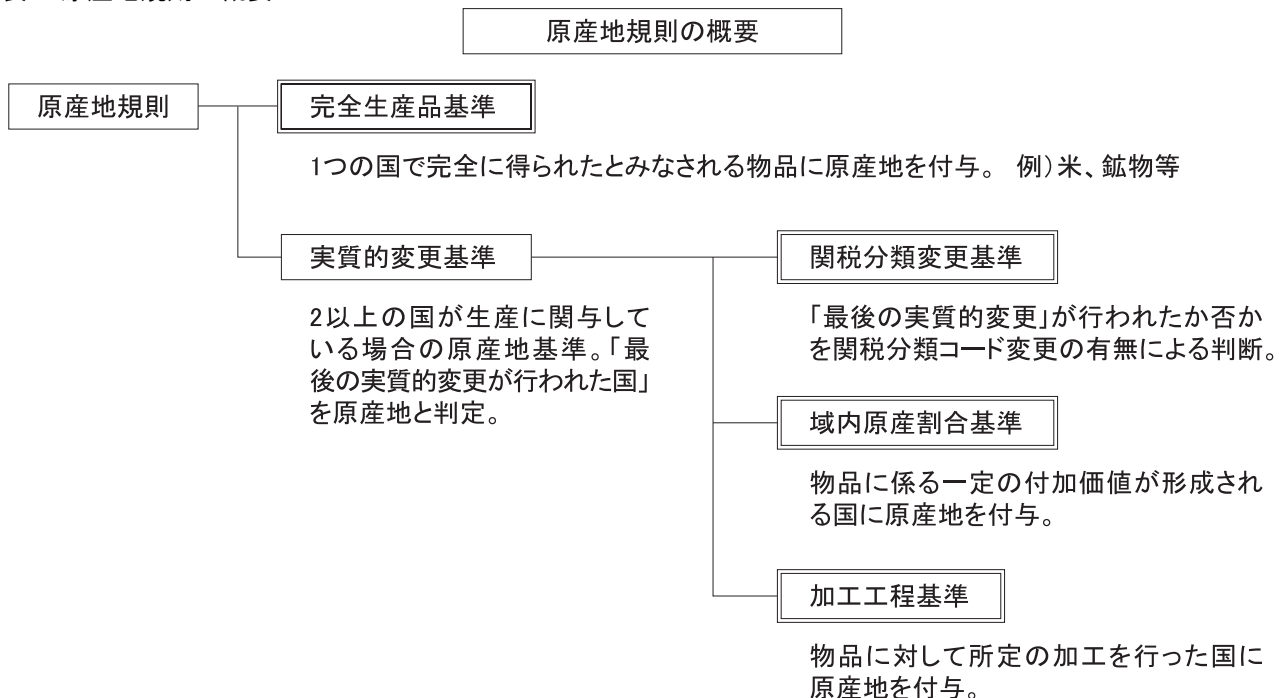 原産地規則の概要
原産地規則
完全生産品基準
1つの国で完全に得られたとみなされる物品に原産地を付与。 例）米、鉱物等
実質的変更基準
2以上の国が生産に関与して
いる場合の原産地基準。「最
後の実質的変更が行われた国」
を原産地と判定。
関税分類変更基準
「最後の実質的変更」が行われたか否か
を関税分類コード変更の有無による判断。
域内原産割合基準
物品に係る一定の付加価値が形成され
る国に原産地を付与。
加工工程基準
物品に対して所定の加工を行った国に
原産地を付与。